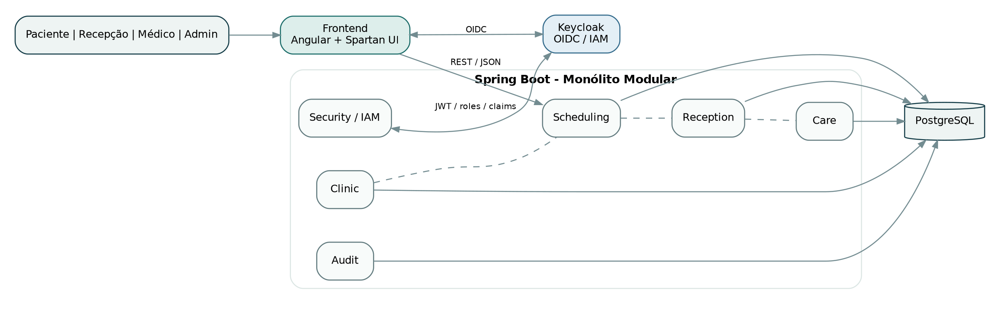 Paciente | Recepção | Médico | Admin
Frontend
Angular + Spartan UI
OIDC
Keycloak
OIDC / IAM
REST / JSON
Spring Boot - Monólito Modular
JWT / roles / claims
Security / IAM
Scheduling
Reception
Care
PostgreSQL
Clinic
Audit